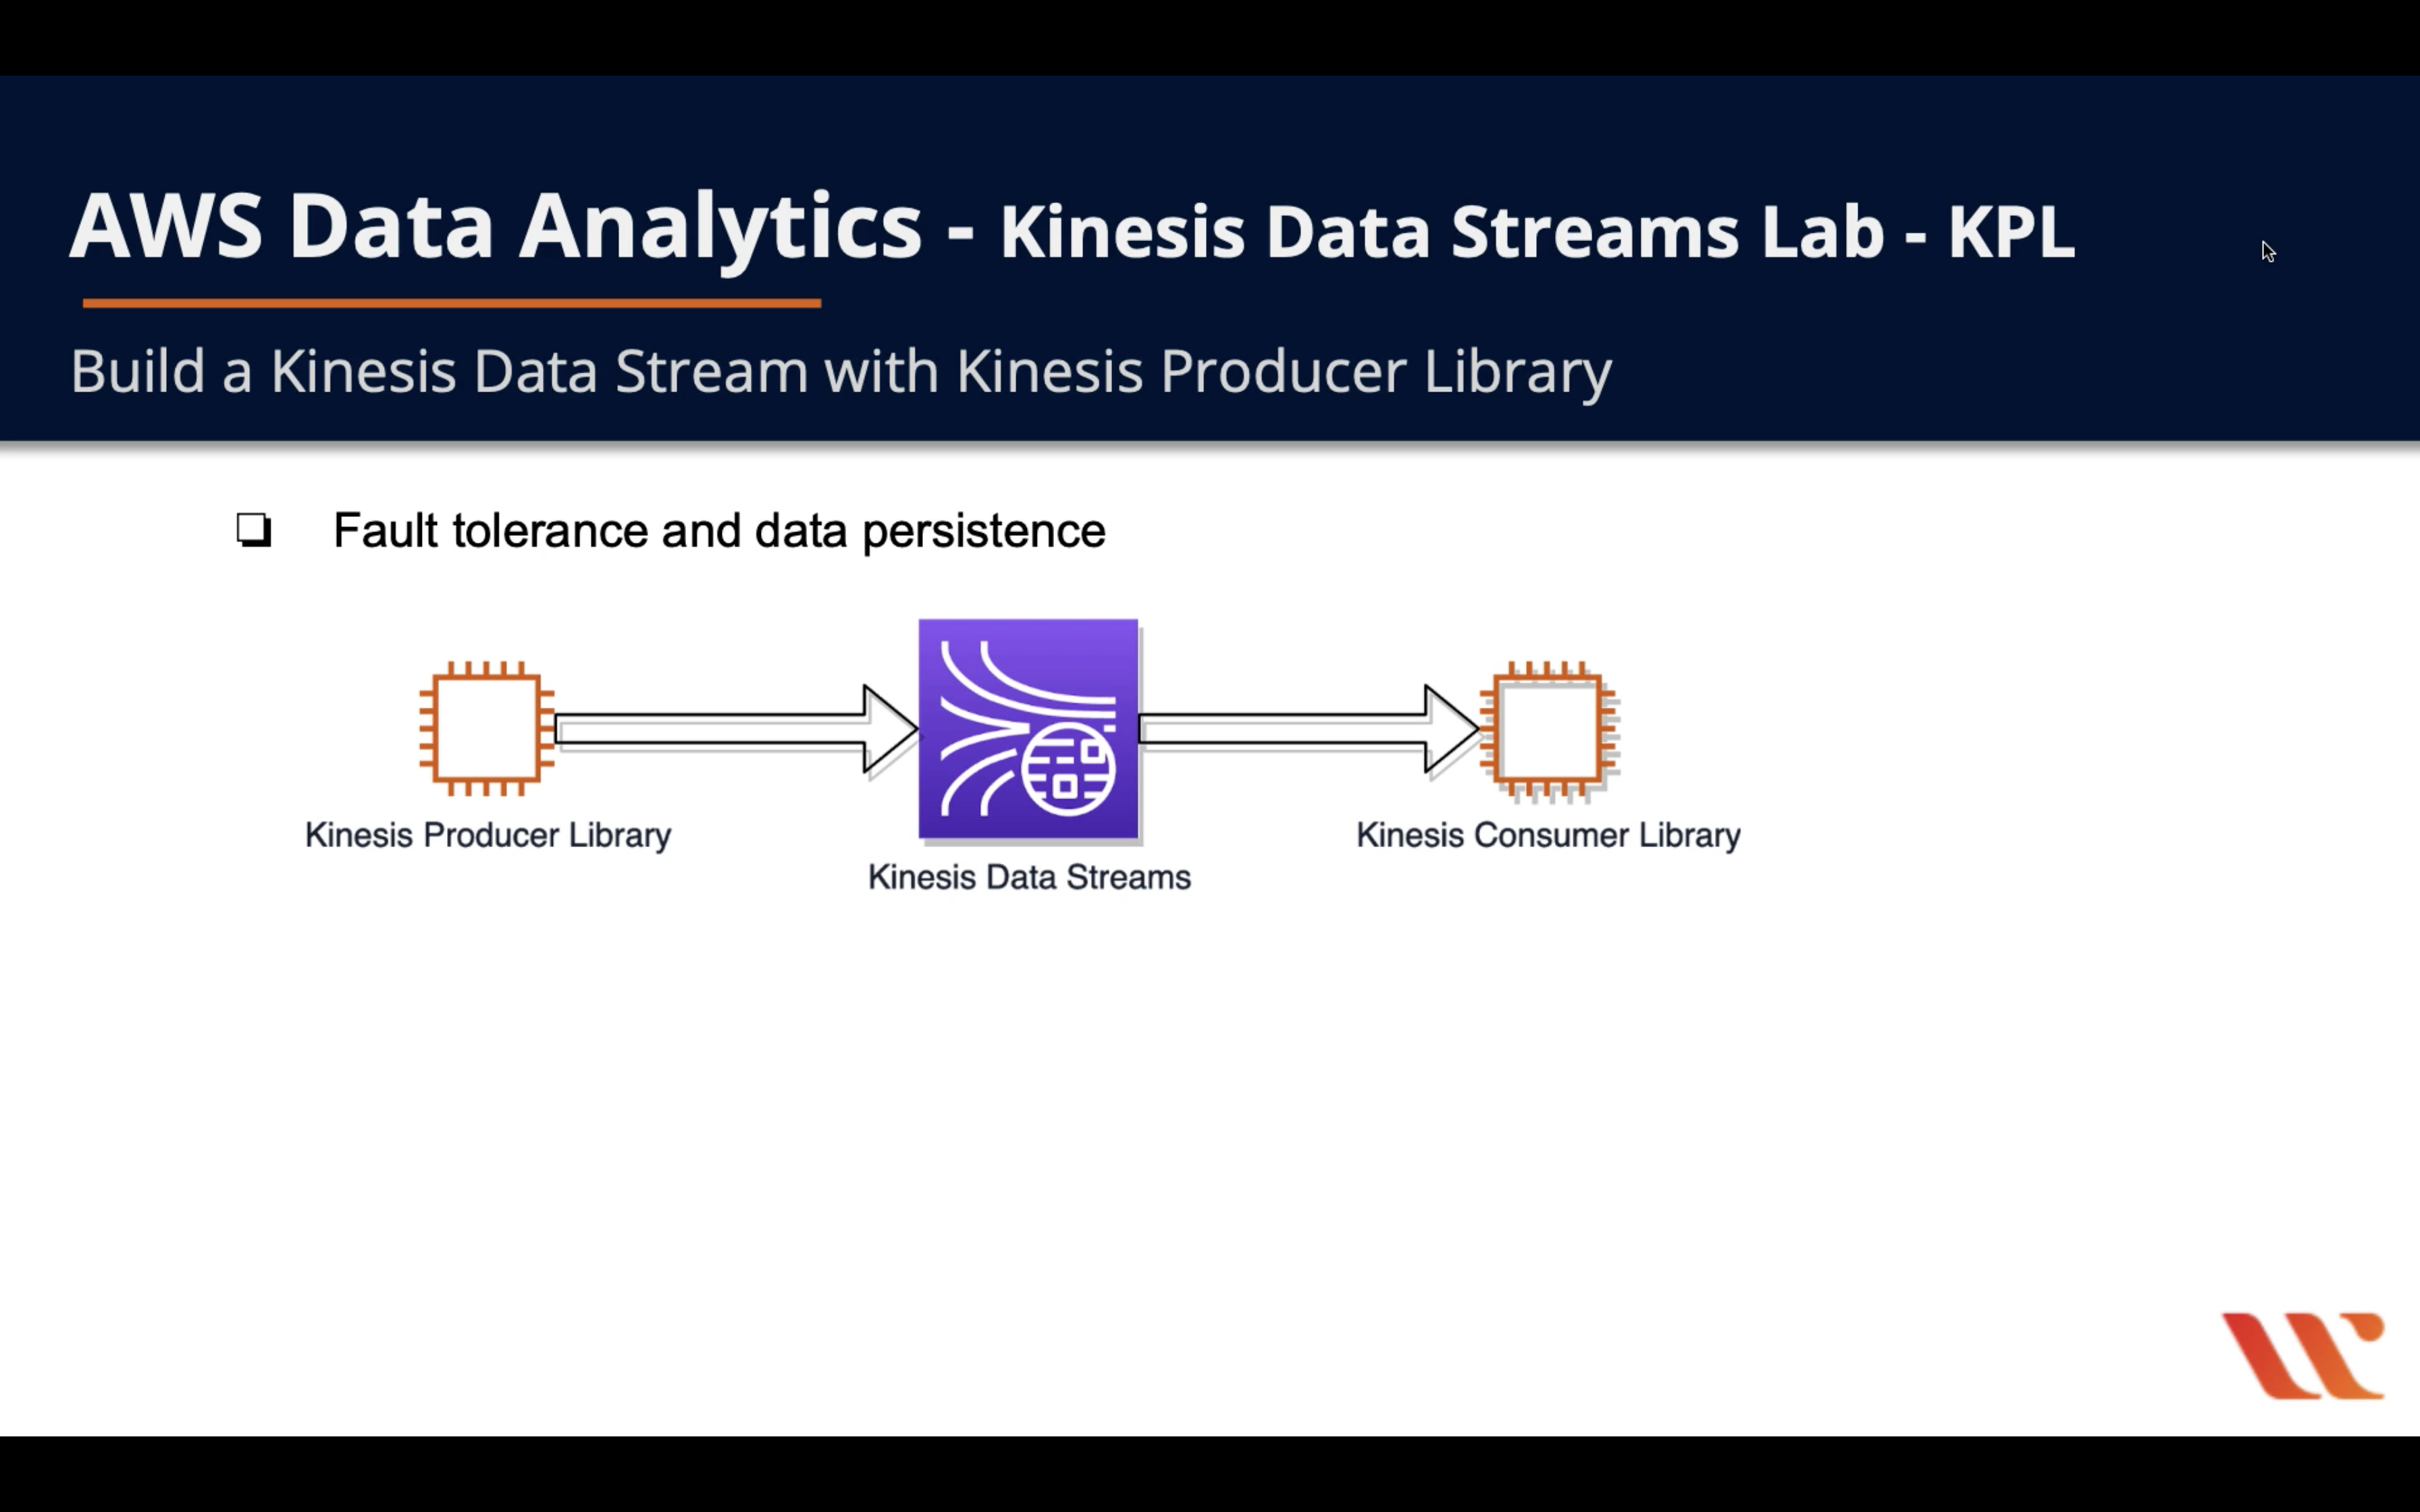 AWS Data Analytics - Kinesis Data Streams Lab - KPL
Build a Kinesis Data Stream with Kinesis Producer Library
Fault tolerance and data persistence
Kinesis Producer Library
Kinesis Data Streams
Kinesis Consumer Library